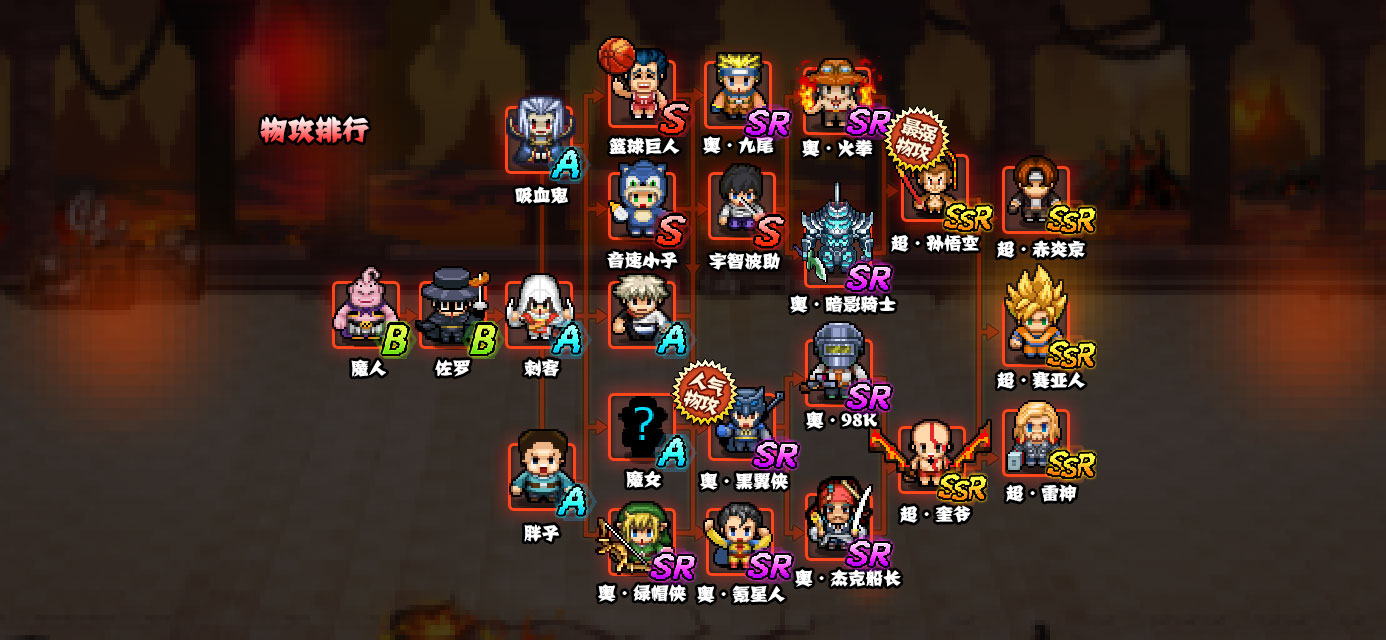 物攻排行
魔人
B
佐罗
B
吸血鬼
A
刺客
A
胖子
A
篮球巨人
S
音速小子
S
A
?
魔女
A
奥·绿帽侠
SR
奥·九尾
SR
宇智波助
S
人气
物攻
奥·黑翼侠
SR
奥·氪星人
SR
奥·火拳
SR
奥·暗影骑士
SR
奥·98K
SR
奥·杰克船长
SR
最强
物攻
超·孙悟空
SSR
超·奎爷
SSR
超·赤炎京
SSR
超·赛亚人
SSR
超·雷神
SSR